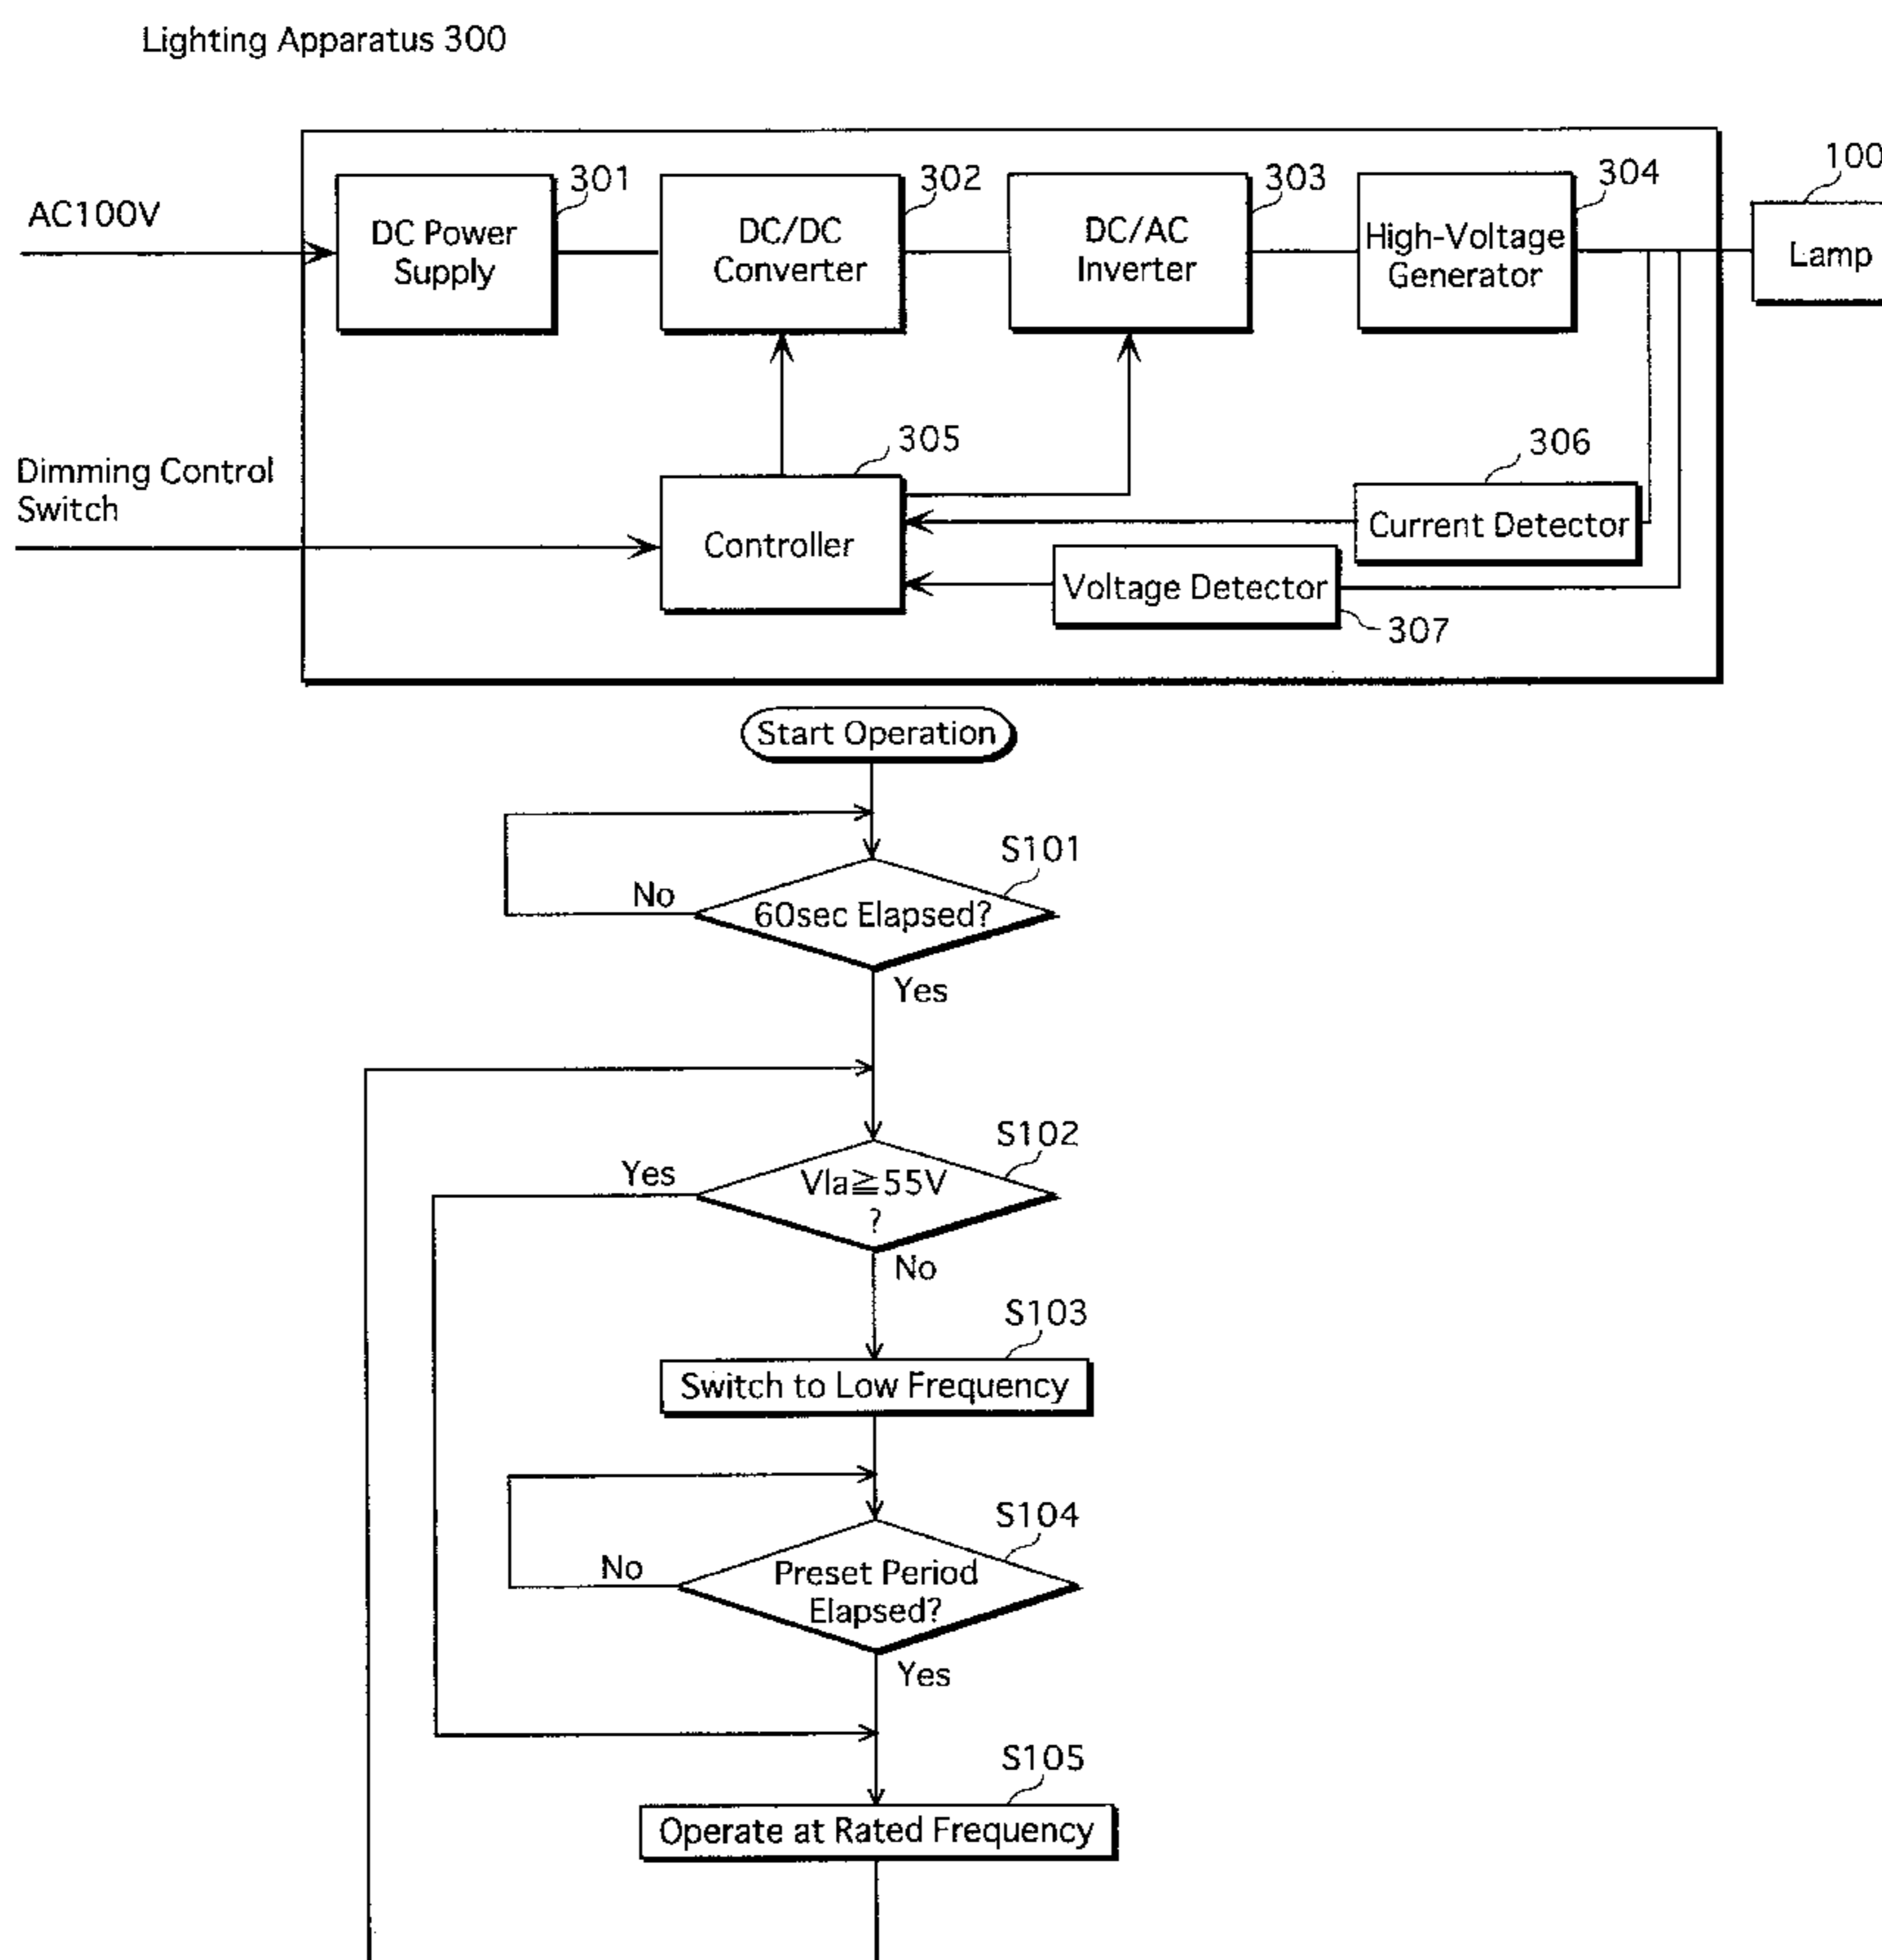 Lighting Apparatus 300
AC100V
301
DC Power
Supply
302
DC/DC
Converter
303
DC/AC
Inverter
304
High-Voltage
Generator
100
Lamp
Dimming Control
Switch
305
Controller
306
Current Detector
Voltage Detector
307
Start Operation
S101
60sec Elapsed?
No
Yes
S102
Vla≧55V
?
Yes
No
S103
Switch to Low Frequency
S104
Preset Period
Elapsed?
No
Yes
S105
Operate at Rated Frequency